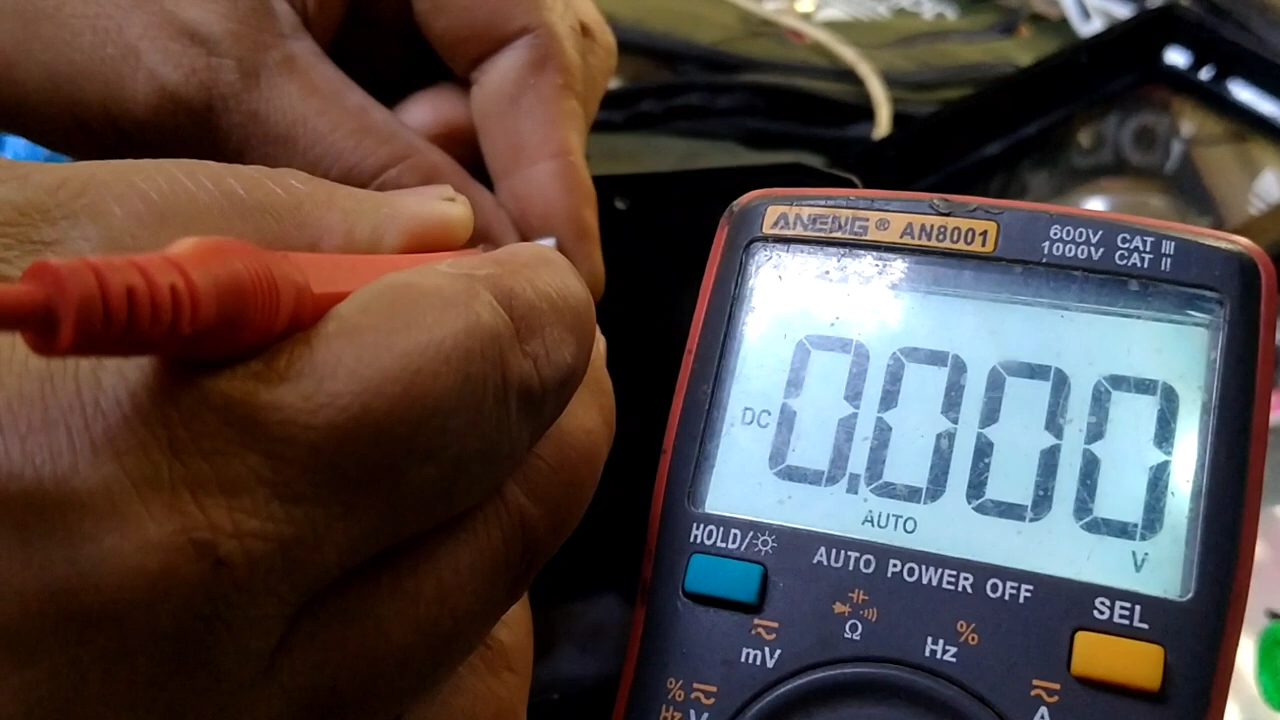 ANENG® AN8001
600V CAT III
1000V CAT II
DC 0.000
AUTO
V
HOLD/
AUTO POWER OFF
SEL
Ω
mV
Hz %
% Hz V
A